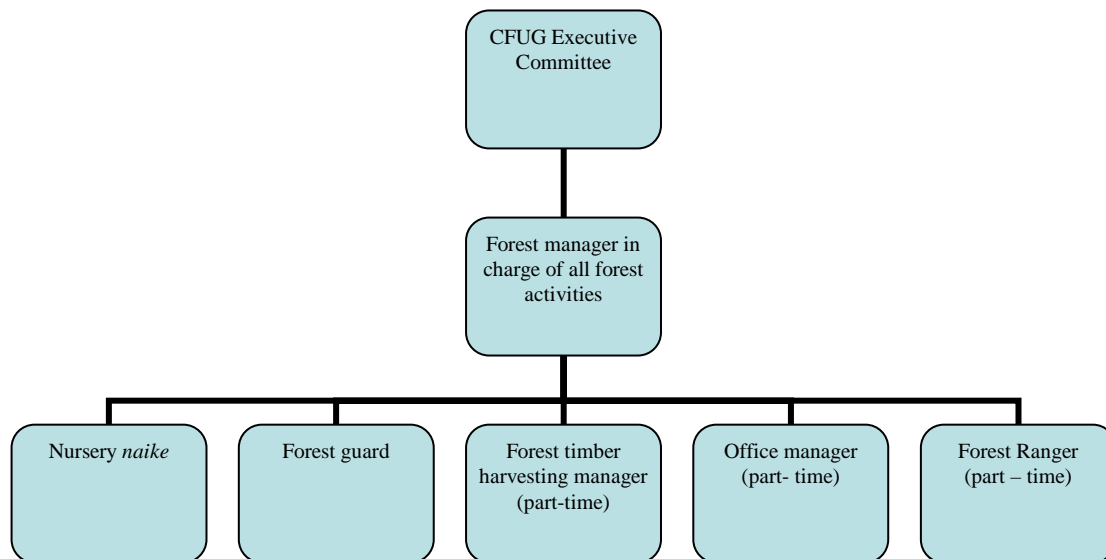 CFUG Executive
Committee
Forest manager in
charge of all forest
activities
Nursery naike
Forest guard
Forest timber
harvesting manager
(part-time)
Office manager
(part- time)
Forest Ranger
(part – time)